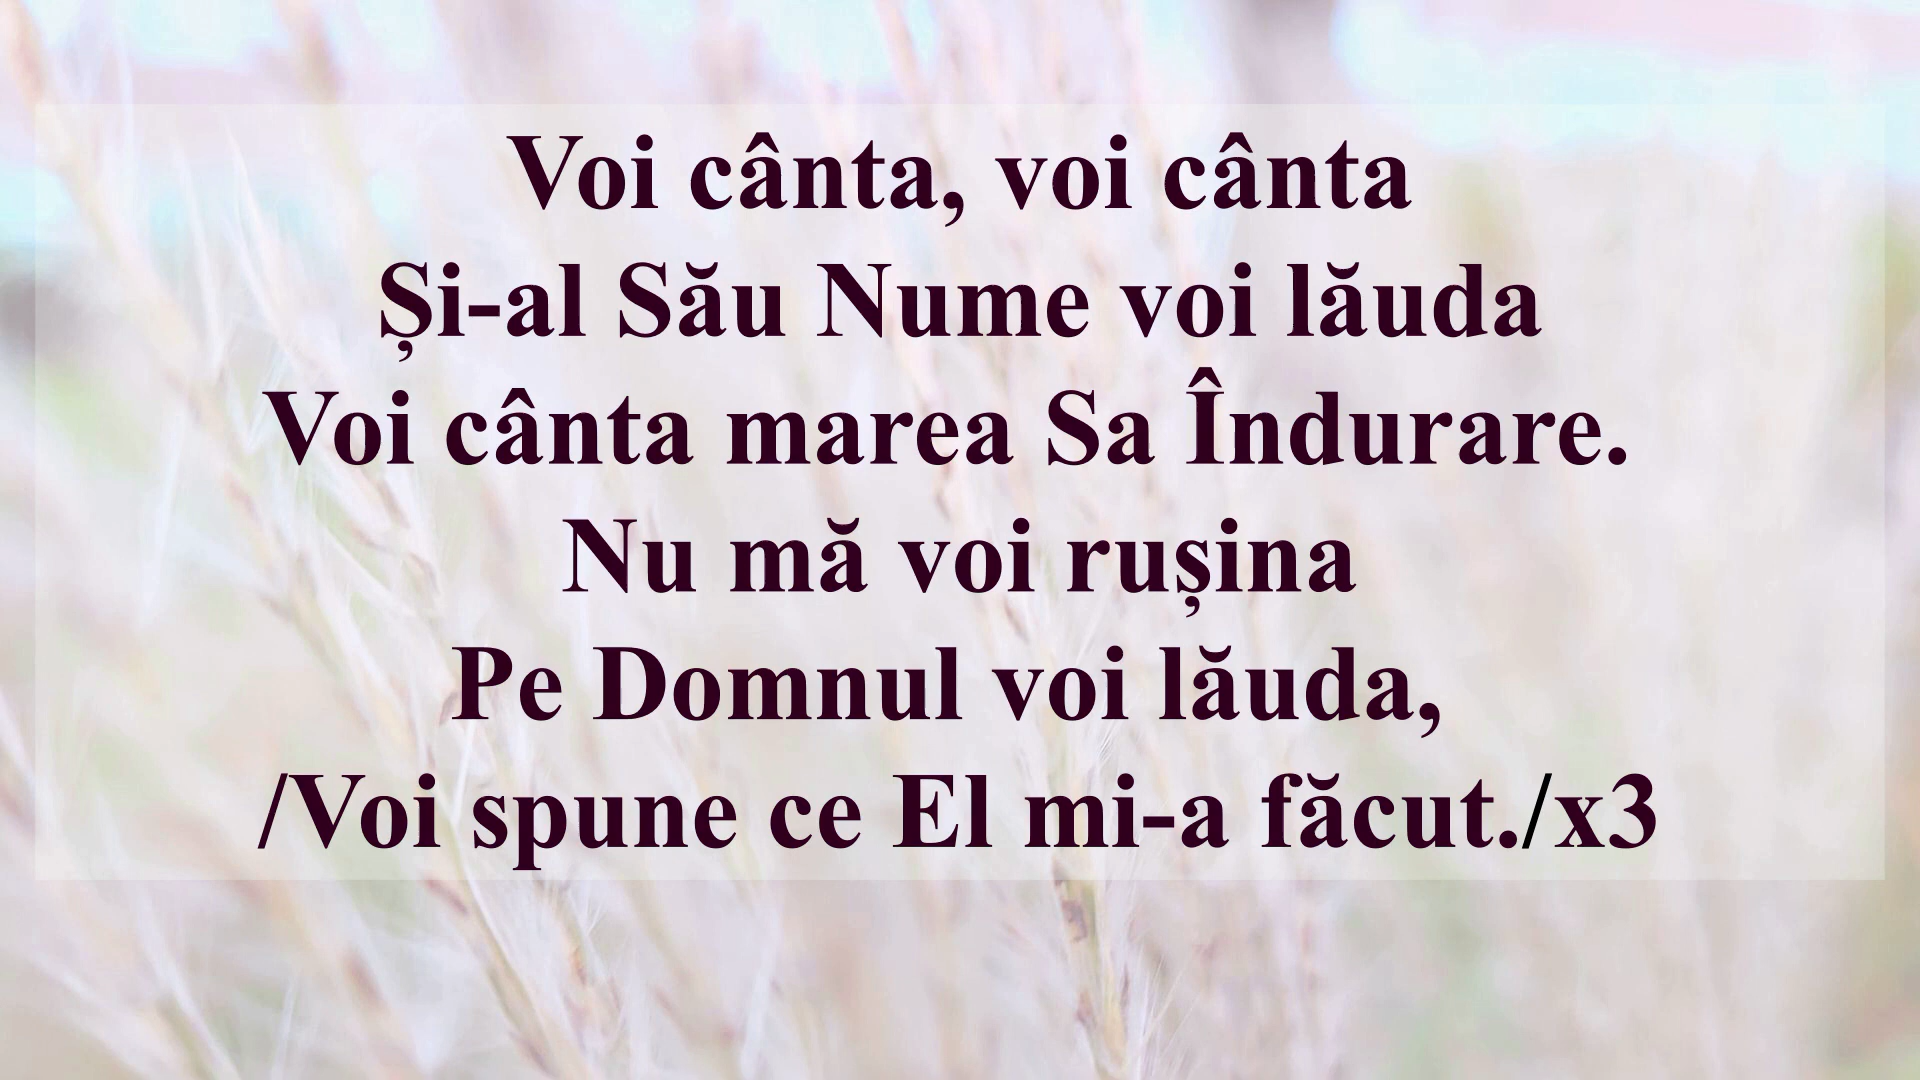 Voi cânta, voi cânta
Și-al Său Nume voi lăuda
Voi cânta marea Sa Îndurare.
Nu mă voi rușina
Pe Domnul voi lăuda,
/Voi spune ce El mi-a făcut./x3